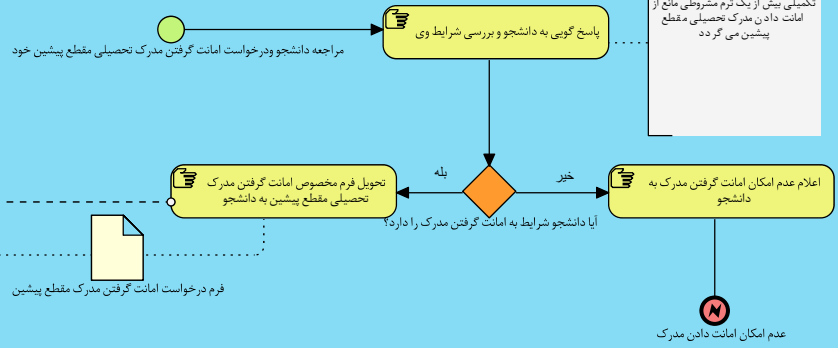 تکمیلی بیش از یک ترم مشروطی مانع از
امانت دادن مدرک تحصیلی مقطع
پیشین می گردد
پاسخ گویی به دانشجو و بررسی شرایط وی
مراجعه دانشجو ودرخواست امانت گرفتن مدرک تحصیلی مقطع پیشین خود
بله
خیر
اعلام عدم امکان امانت گرفتن مدرک به
دانشجو
تحویل فرم مخصوص امانت گرفتن مدرک
تحصیلی مقطع پیشین به دانشجو
آیا دانشجو شرایط به امانت گرفتن مدرک را دارد؟
فرم درخواست امانت گرفتن مدرک مقطع پیشین
عدم امکان امانت دادن مدرک